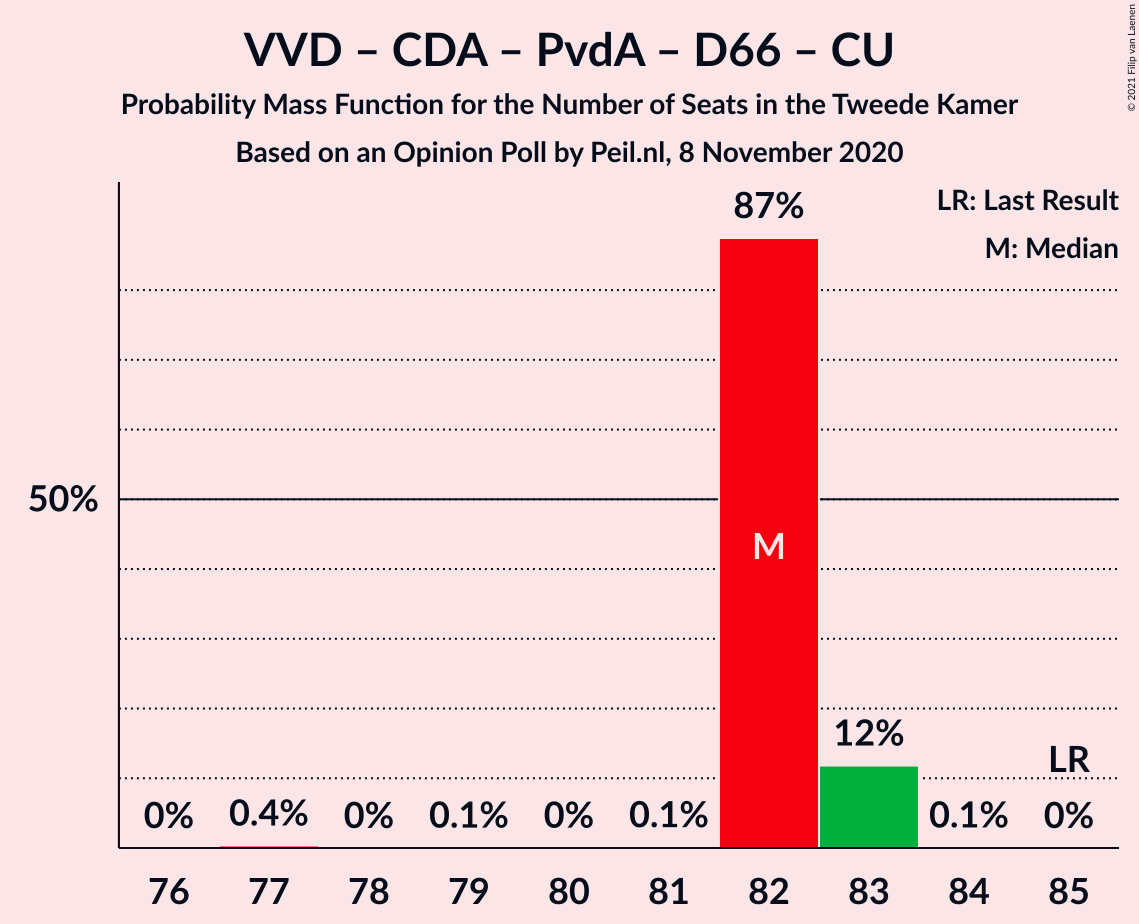 VVD – CDA – PvdA – D66 – CU
Probability Mass Function for the Number of Seats in the Tweede Kamer
Based on an Opinion Poll by Peil.nl, 8 November 2020
© 2021 Filip van Laenen
LR: Last Result
M: Median
87%
50%
M
12%
LR
0%
0.4%
0%
0.1%
0%
0.1%
0.1%
0%
76
77
78
79
80
81
82
83
84
85